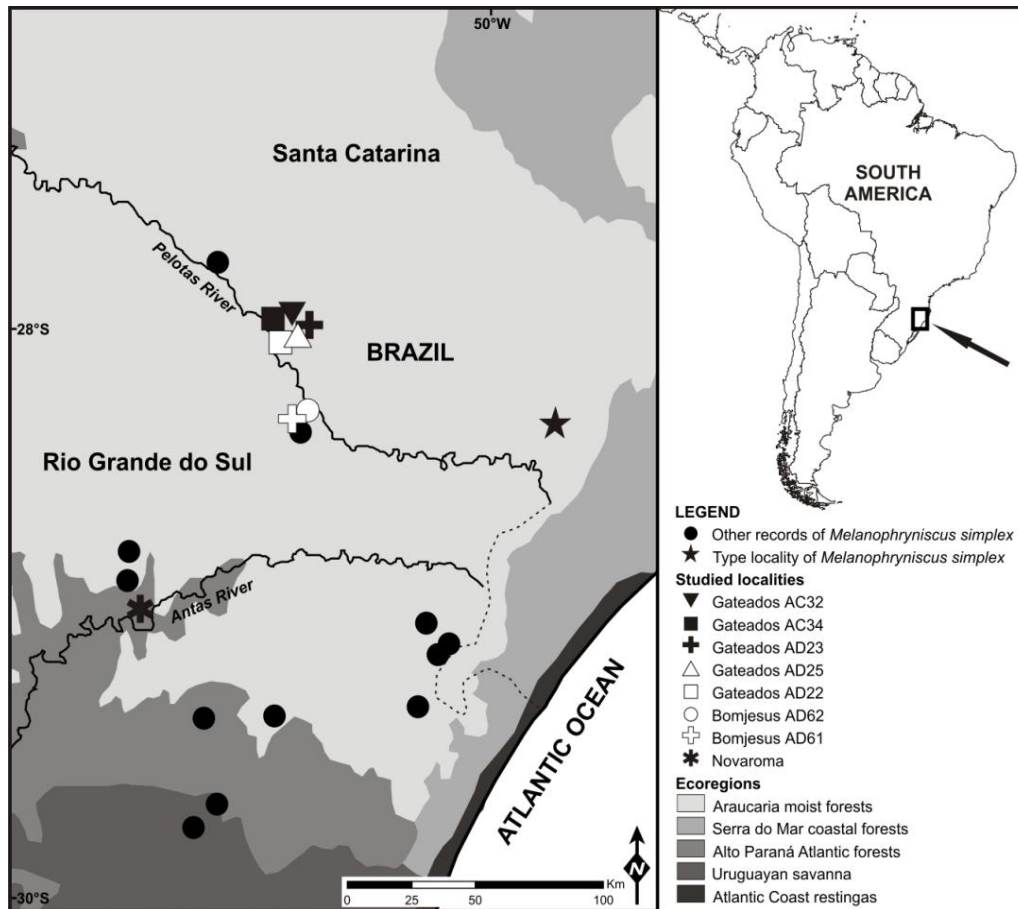 50°W
Santa Catarina
Pelotas River
28°S
BRAZIL
Rio Grande do Sul
Antas River
ATLANTIC OCEAN
N
Km
0 25 50 100
30°S
SOUTH
AMERICA
LEGEND
Other records of Melanophryniscus simplex
Type locality of Melanophryniscus simplex
Studied localities
Gateados AC32
Gateados AC34
Gateados AD23
Gateados AD25
Gateados AD22
Bomjesus AD62
Bomjesus AD61
Novaroma
Ecoregions
Araucaria moist forests
Serra do Mar coastal forests
Alto Paraná Atlantic forests
Uruguayan savanna
Atlantic Coast restingas